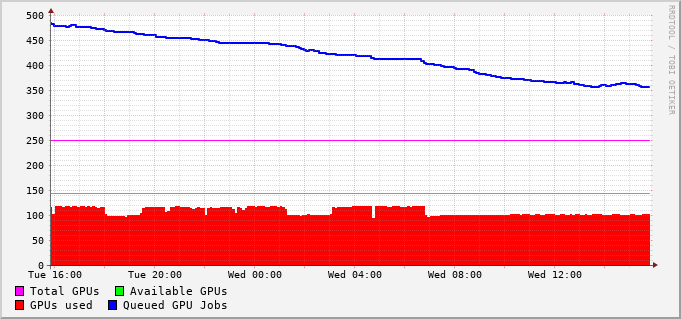 500
450
400
350
300
250
200
150
100
50
0
Tue 16:00 Tue 20:00 Wed 00:00 Wed 04:00 Wed 08:00 Wed 12:00
Total GPUs Available GPUs
GPUs used Queued GPU Jobs
RRDTOOL / TOBI OETIKER